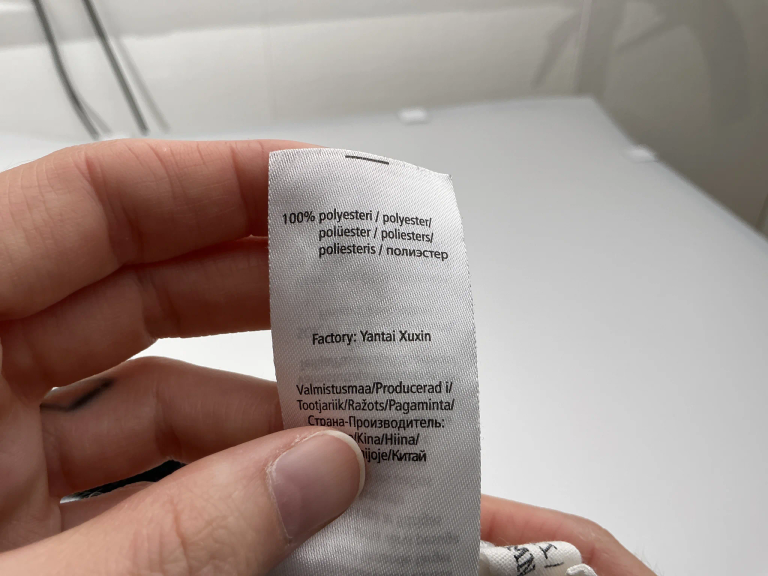 100% polyesteri / polyester/
polüester / poliesters/
poliesteris / полиэстер
Factory: Yantai Xuxin
Valmistusmaa/Producerad i/
Tootjariik/Ražots/Pagaminta/
Страна-Производитель:
/Kina/Hiina/
/Китай